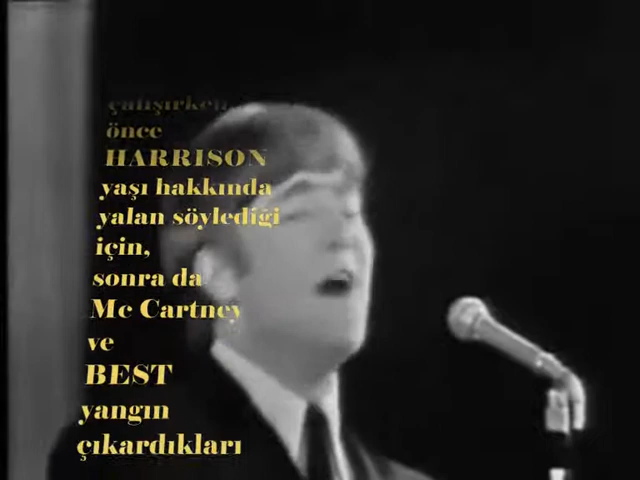 çalışırken,
önce
HARRISON
yaşı hakkında
yalan söylediği
için,
sonra da
Mc Cartney
ve
BEST
yangın
çıkardıkları